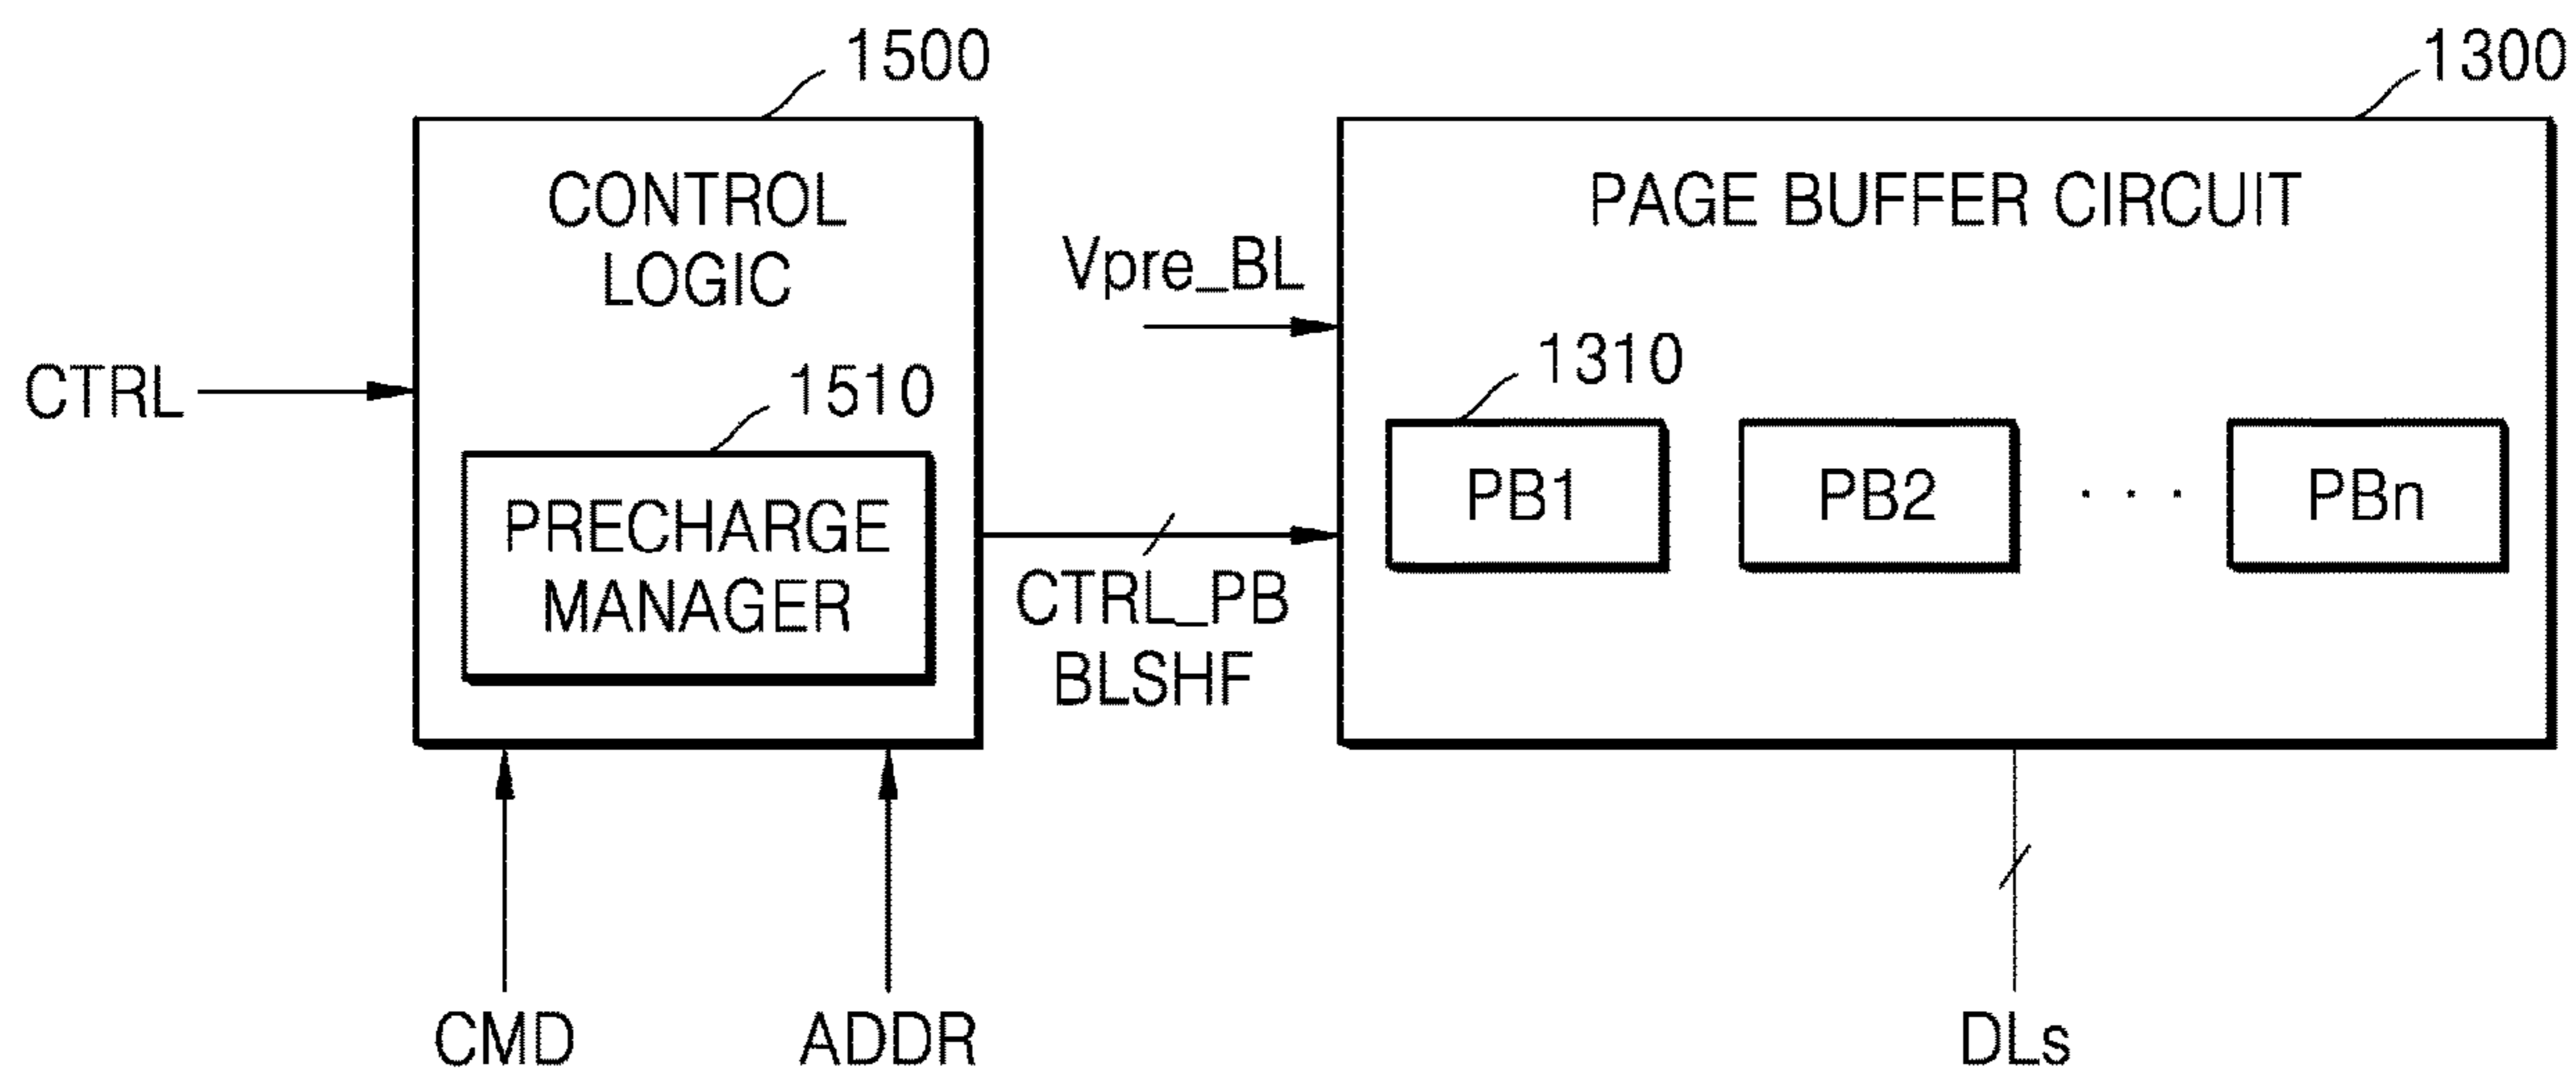 1500
1300
CONTROL
LOGIC
PAGE BUFFER CIRCUIT
Vpre_BL
CTRL
1510
1310
PRECHARGE
MANAGER
PB1
PB2
. . .
PBn
CTRL_PB
BLSHF
CMD
ADDR
DLs